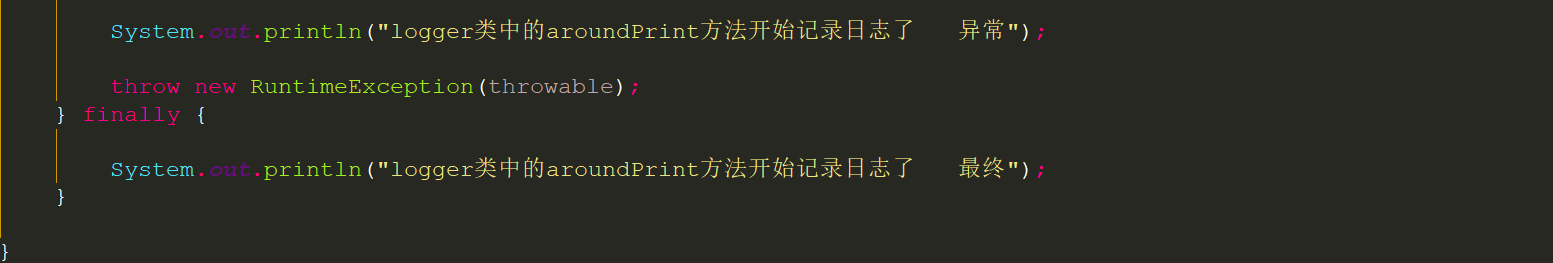 System.out.println("logger类中的aroundPrint方法开始记录日志了   异常");
throw new RuntimeException(throwable);
} finally {
System.out.println("logger类中的aroundPrint方法开始记录日志了   最终");
}
}